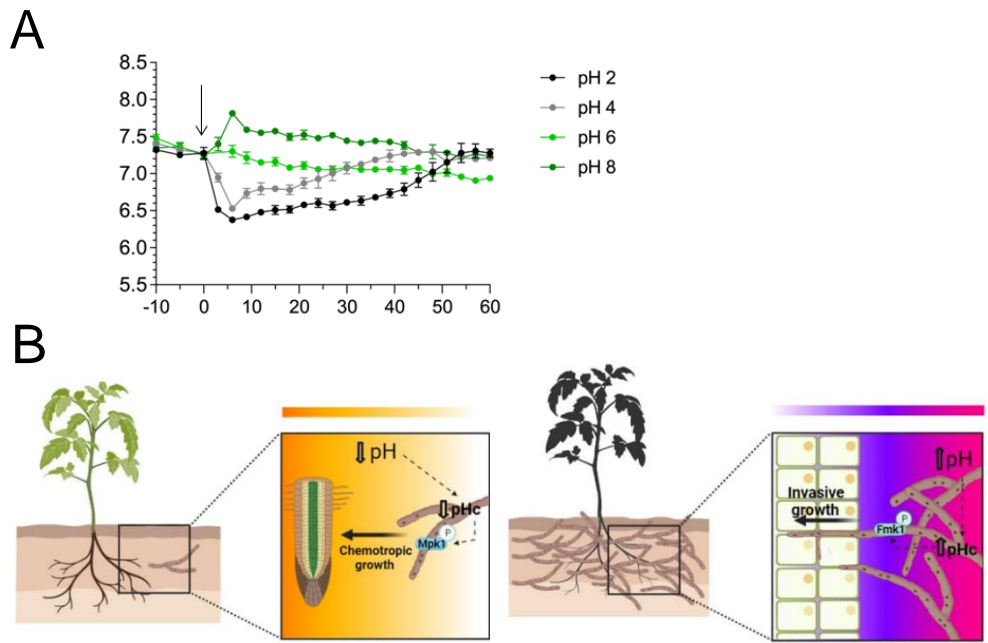 A
8.5
8.0
7.5
7.0
6.5
6.0
5.5
-10 0 10 20 30 40 50 60
pH 2
pH 4
pH 6
pH 8
B
pH
pHc
P
Mpk1
Chemotropic
growth
pH
Invasive
growth
P
Fmk1
pHc